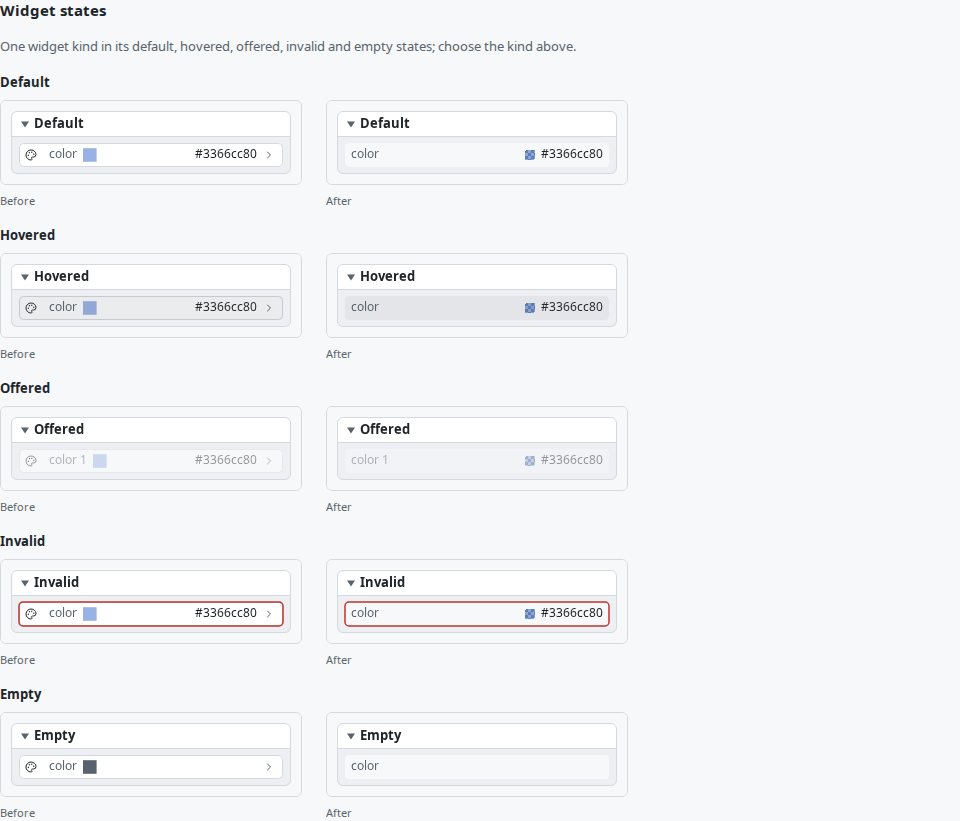 Widget states
One widget kind in its default, hovered, offered, invalid and empty states; choose the kind above.
Default
Default
color #3366cc80
Default
color #3366cc80
Before
After
Hovered
Hovered
color #3366cc80
Hovered
color #3366cc80
Before
After
Offered
Offered
color 1 #3366cc80
Offered
color 1 #3366cc80
Before
After
Invalid
Invalid
color #3366cc80
Invalid
color #3366cc80
Before
After
Empty
Empty
color
Empty
color
Before
After